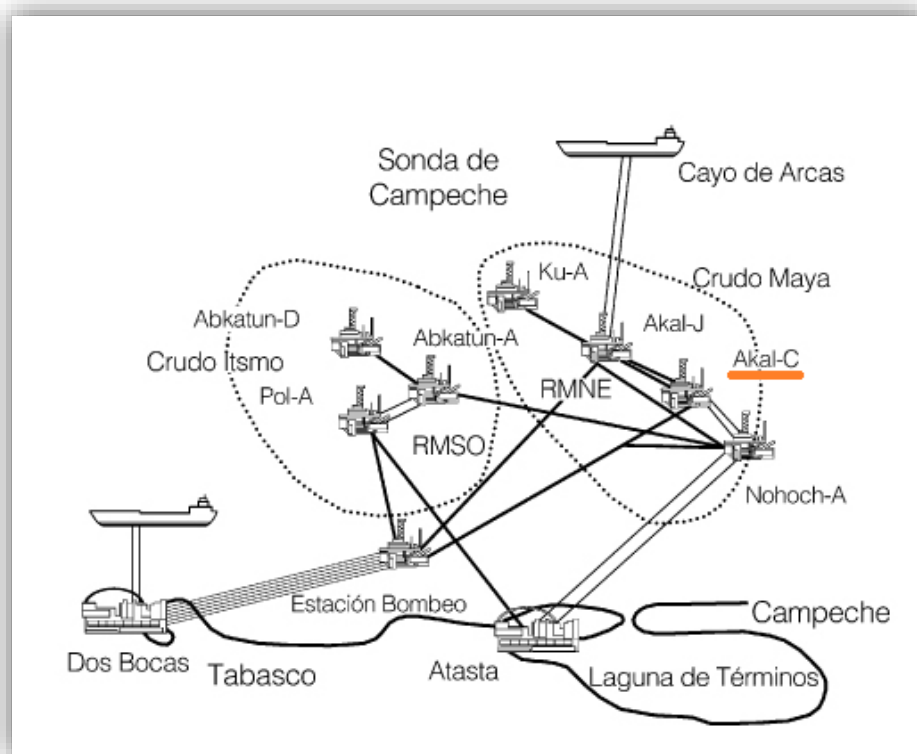 Sonda de
Campeche
Cayo de Arcas
Ku-A
Crudo Maya
Abkatun-D
Abkatun-A
Akal-J
Crudo Itsmo
Akal-C
Pol-A
RMNE
RMSO
Nohoch-A
Estación Bombeo
Campeche
Dos Bocas
Tabasco
Atasta
Laguna de Términos